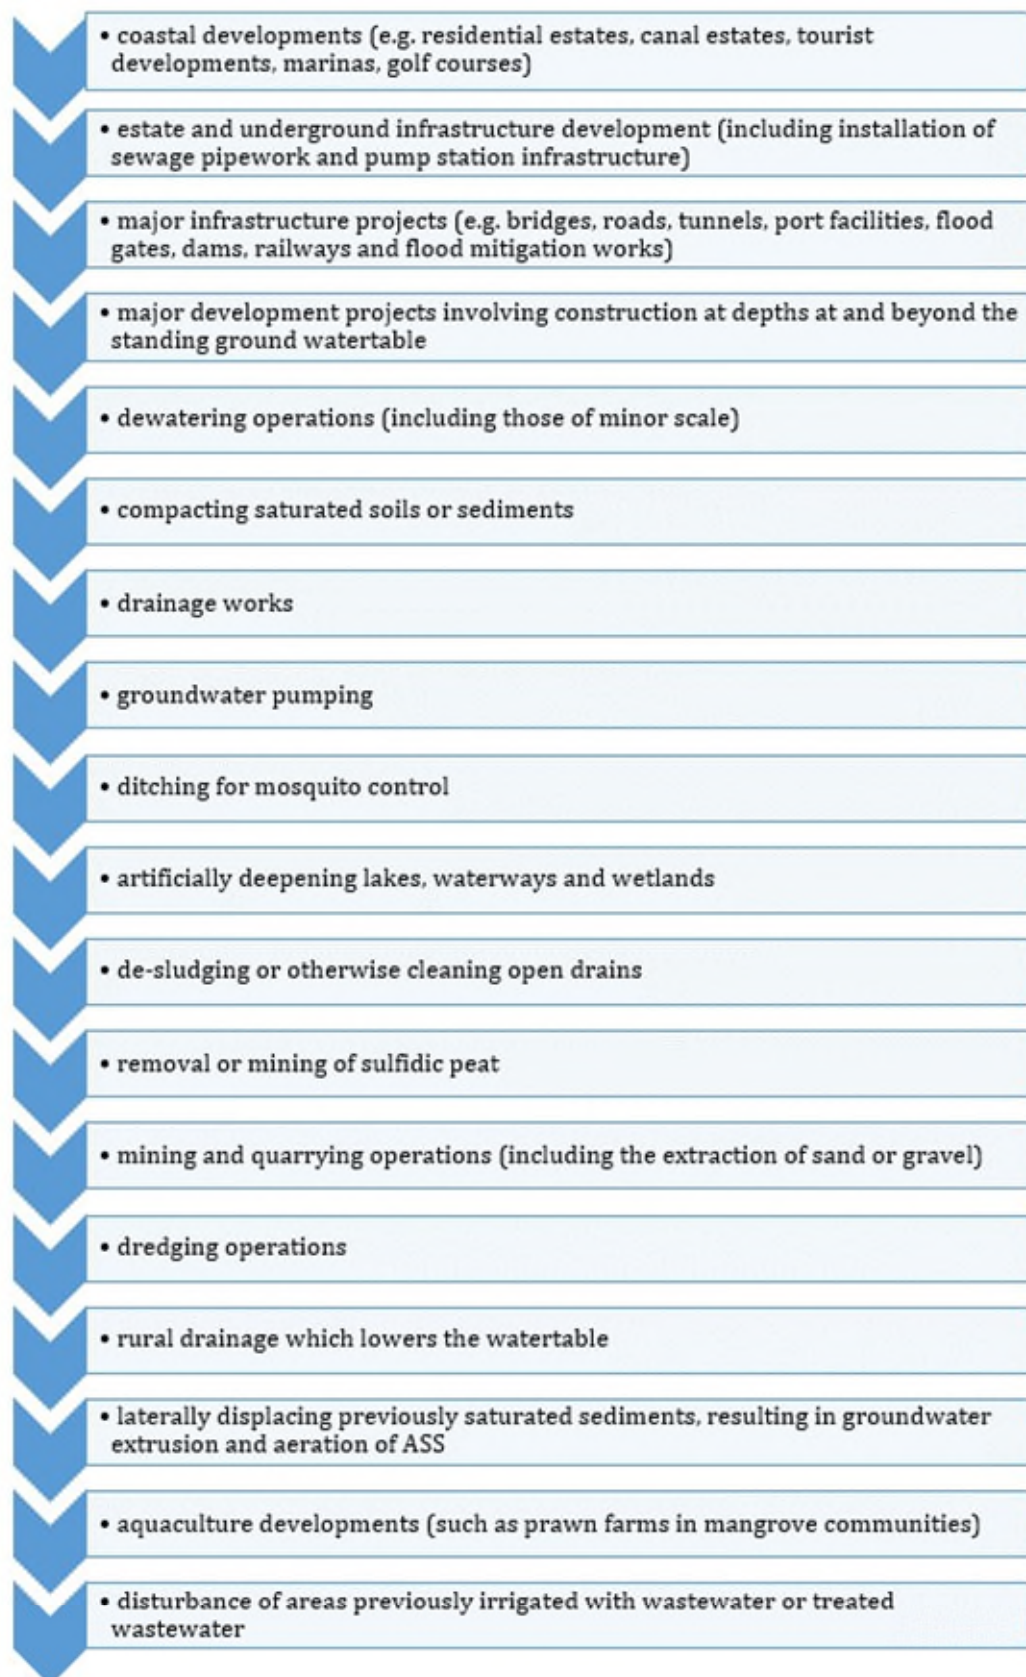 • coastal developments (e.g. residential estates, canal estates, tourist
developments, marinas, golf courses)
• estate and underground infrastructure development (including installation of
sewage pipework and pump station infrastructure)
• major infrastructure projects (e.g. bridges, roads, tunnels, port facilities, flood
gates, dams, railways and flood mitigation works)
• major development projects involving construction at depths at and beyond the
standing ground watertable
• dewatering operations (including those of minor scale)
• compacting saturated soils or sediments
• drainage works
• groundwater pumping
• ditching for mosquito control
• artificially deepening lakes, waterways and wetlands
• de-sludging or otherwise cleaning open drains
• removal or mining of sulfidic peat
• mining and quarrying operations (including the extraction of sand or gravel)
• dredging operations
• rural drainage which lowers the watertable
• laterally displacing previously saturated sediments, resulting in groundwater
extrusion and aeration of ASS
• aquaculture developments (such as prawn farms in mangrove communities)
• disturbance of areas previously irrigated with wastewater or treated
wastewater